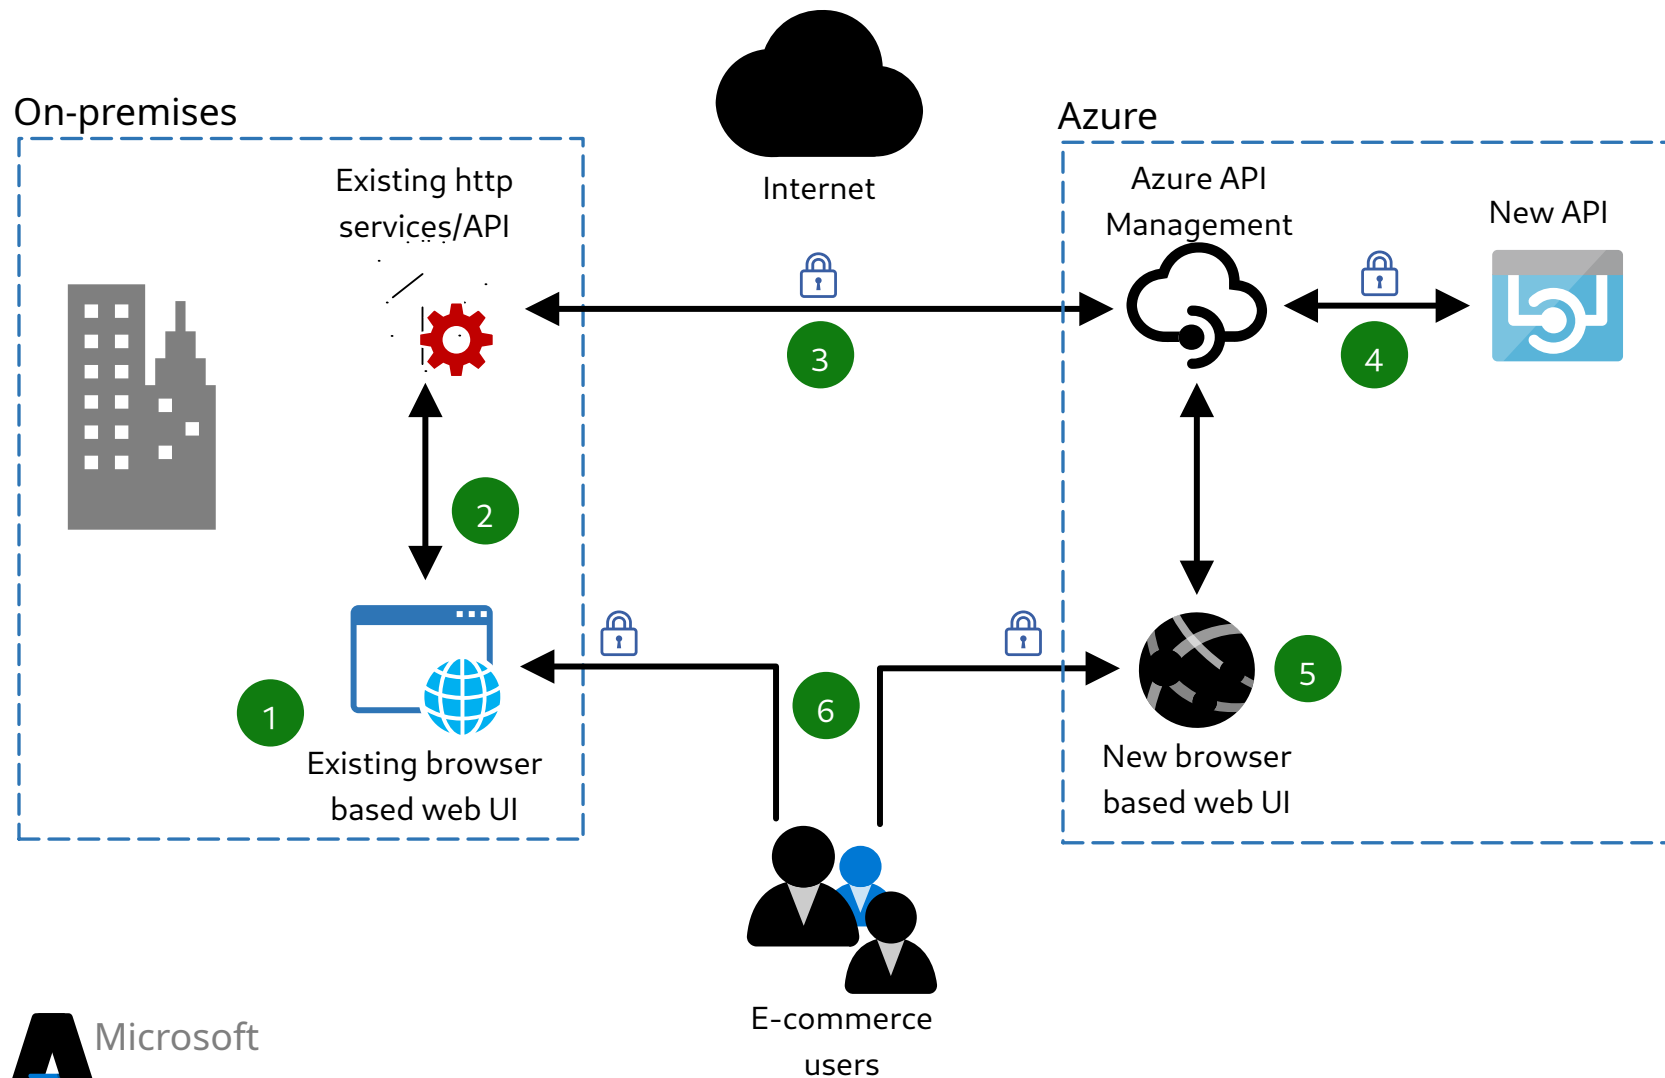 On-premises
Azure
Internet
Existing http
services/API
Azure API
Management
New API
3
4
2
1
6
5
Existing browser
based web UI
New browser
based web UI
E-commerce
users
Microsoft